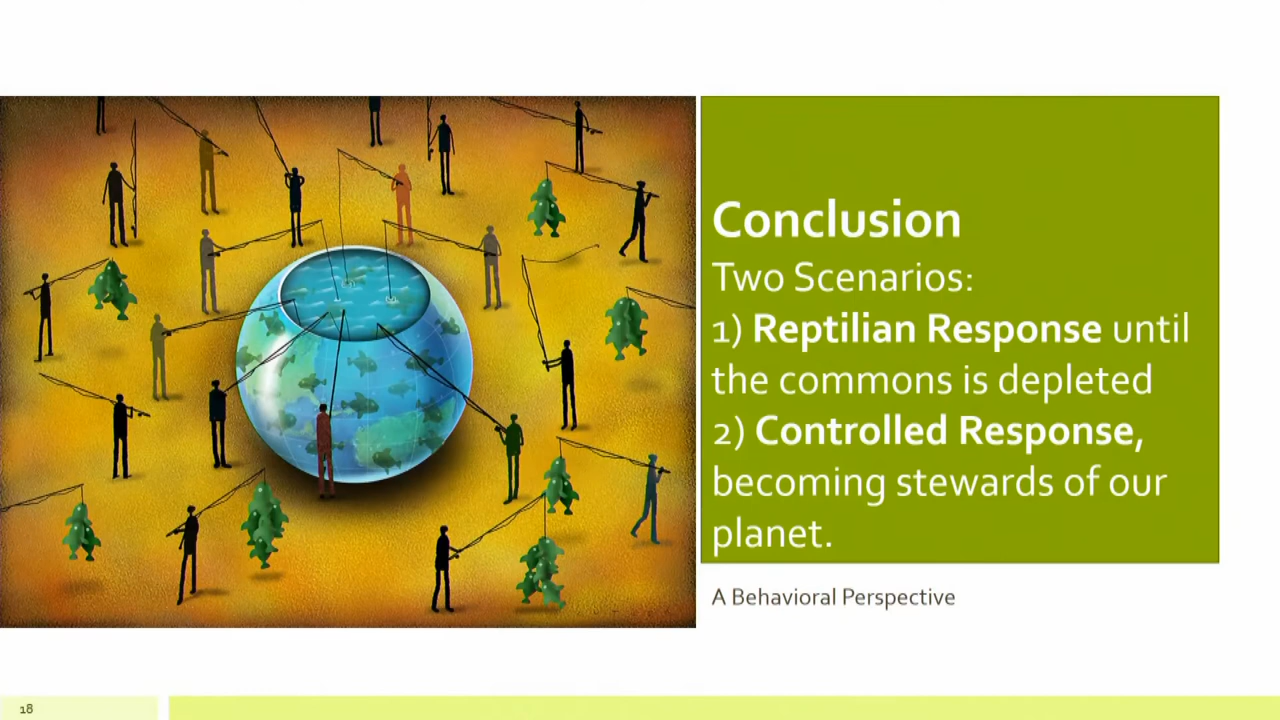 Conclusion
Two Scenarios:
1) Reptilian Response until
the commons is depleted
2) Controlled Response,
becoming stewards of our
planet.
A Behavioral Perspective
18